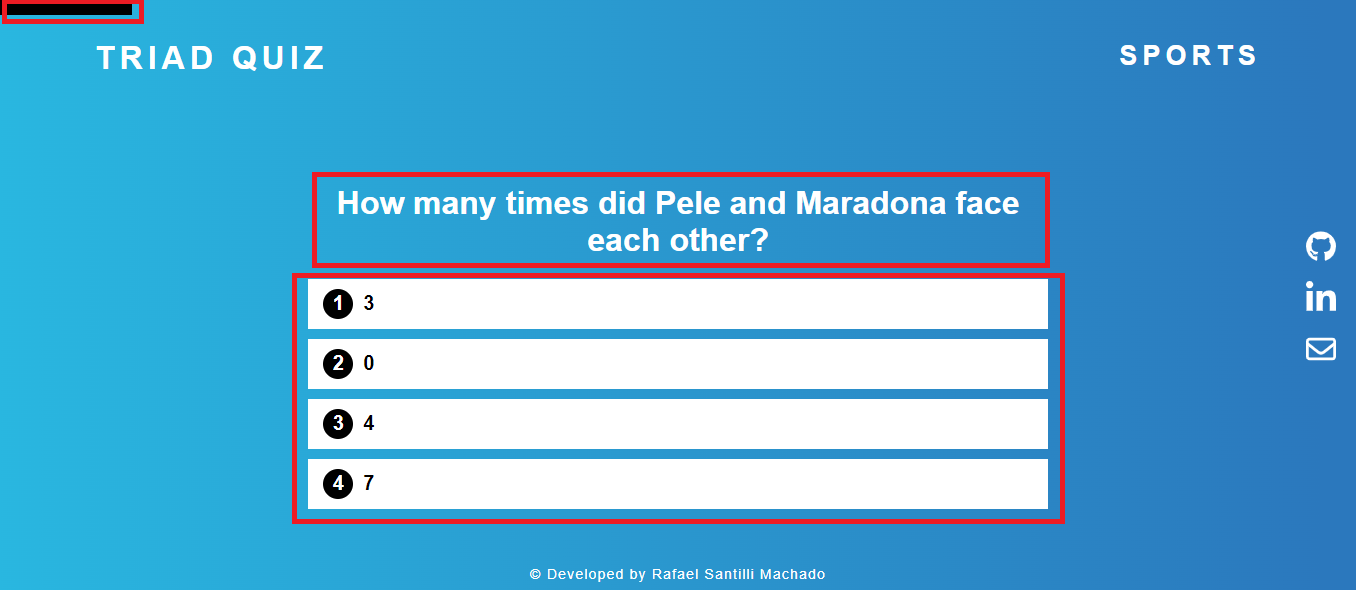 TRIAD QUIZ
SPORTS
How many times did Pele and Maradona face
each other?
1 3
2 0
3 4
4 7
in
© Developed by Rafael Santilli Machado